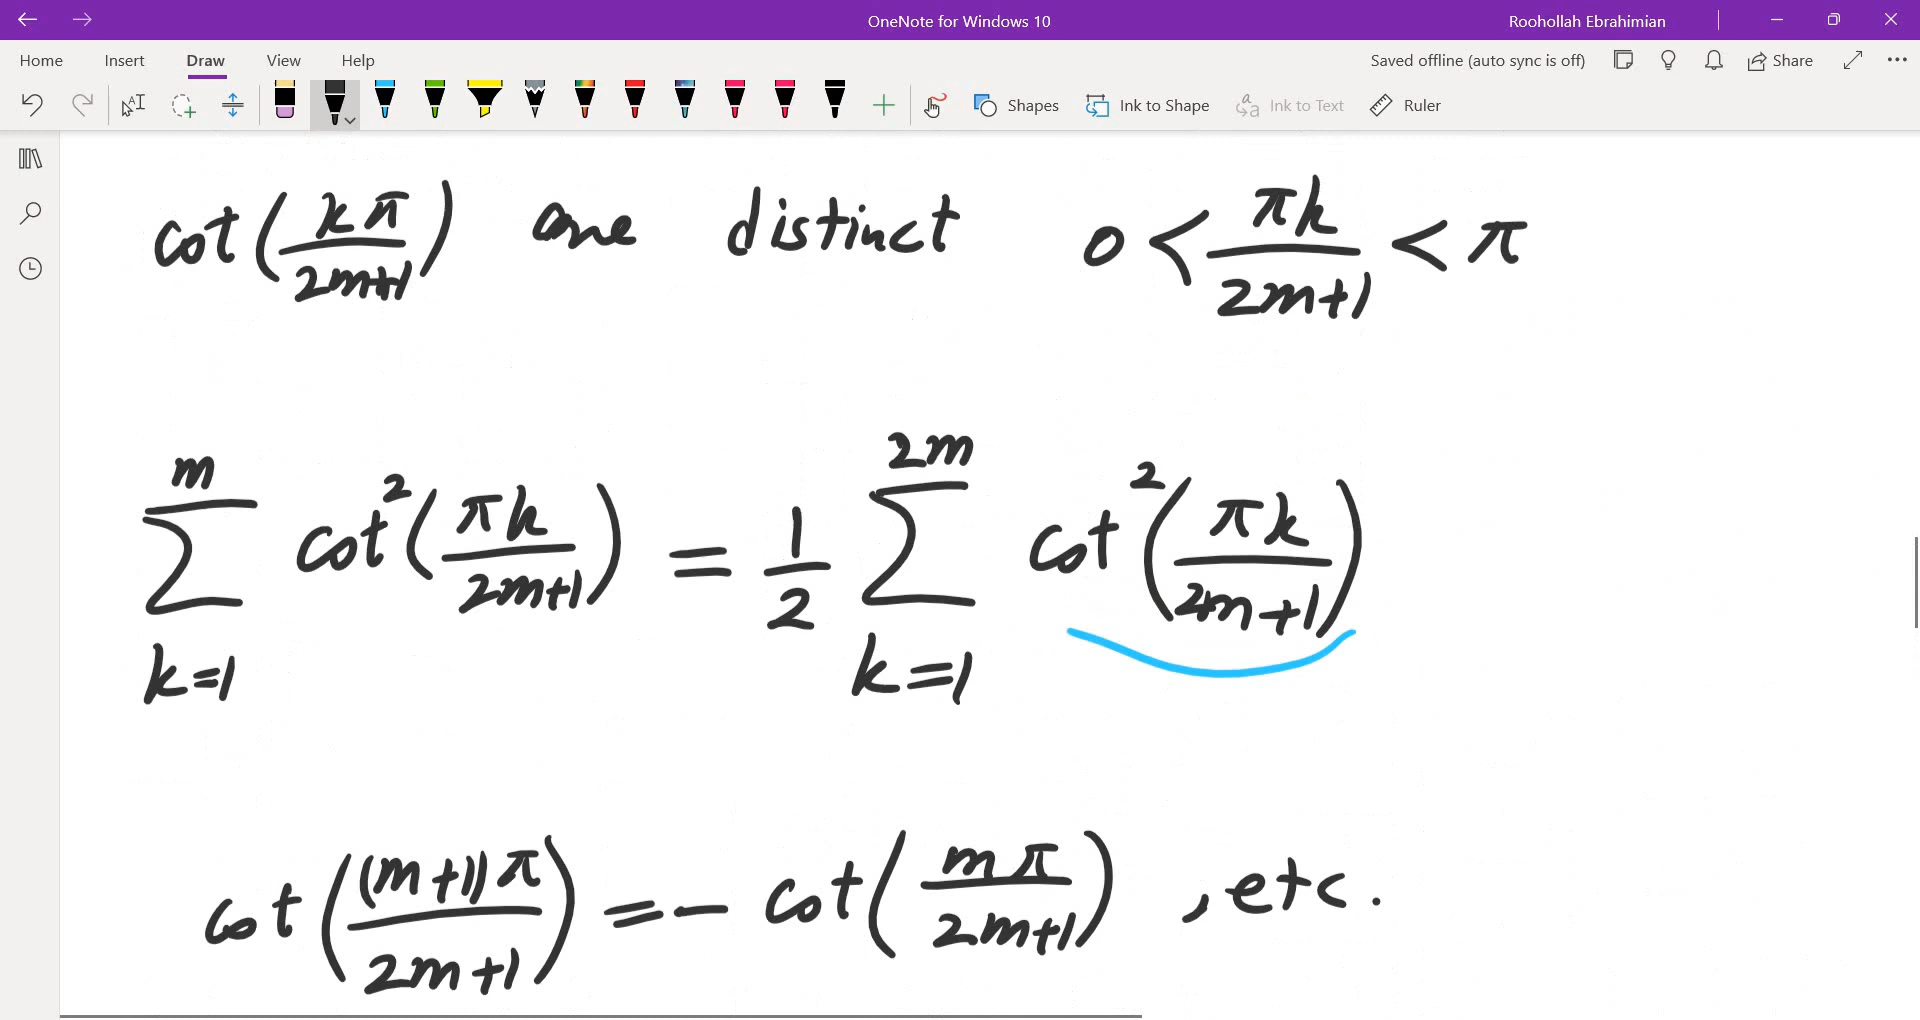 OneNote for Windows 10
Roohollah Ebrahimian
Home Insert Draw View Help
Saved offline (auto sync is off) Share
Shapes Ink to Shape Ink to Text Ruler
cot(kπ/(2m+1)) are distinct 0 < πk/(2m+1) < π
∑_{k=1}^{m} cot²(πk/(2m+1)) = 1/2 ∑_{k=1}^{2m} cot²(πk/(2m+1))
cot((m+1)π/(2m+1)) = - cot(mπ/(2m+1)), etc.